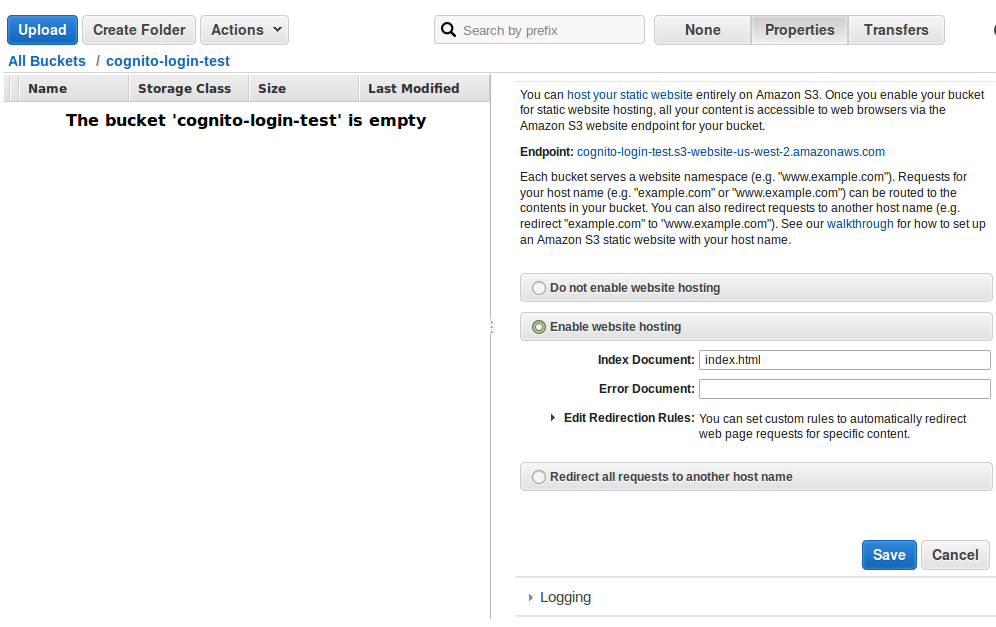 Upload Create Folder Actions Search by prefix None Properties Transfers
All Buckets / cognito-login-test
Name Storage Class Size Last Modified
The bucket 'cognito-login-test' is empty
You can host your static website entirely on Amazon S3. Once you enable your bucket
for static website hosting, all your content is accessible to web browsers via the
Amazon S3 website endpoint for your bucket.
Endpoint: cognito-login-test.s3-website-us-west-2.amazonaws.com
Each bucket serves a website namespace (e.g. "www.example.com"). Requests for
your host name (e.g. "example.com" or "www.example.com") can be routed to the
contents in your bucket. You can also redirect requests to another host name (e.g.
redirect "example.com" to "www.example.com"). See our walkthrough for how to set up
an Amazon S3 static website with your host name.
Do not enable website hosting
Enable website hosting
Index Document: index.html
Error Document:
Edit Redirection Rules: You can set custom rules to automatically redirect
web page requests for specific content.
Redirect all requests to another host name
Save Cancel
Logging